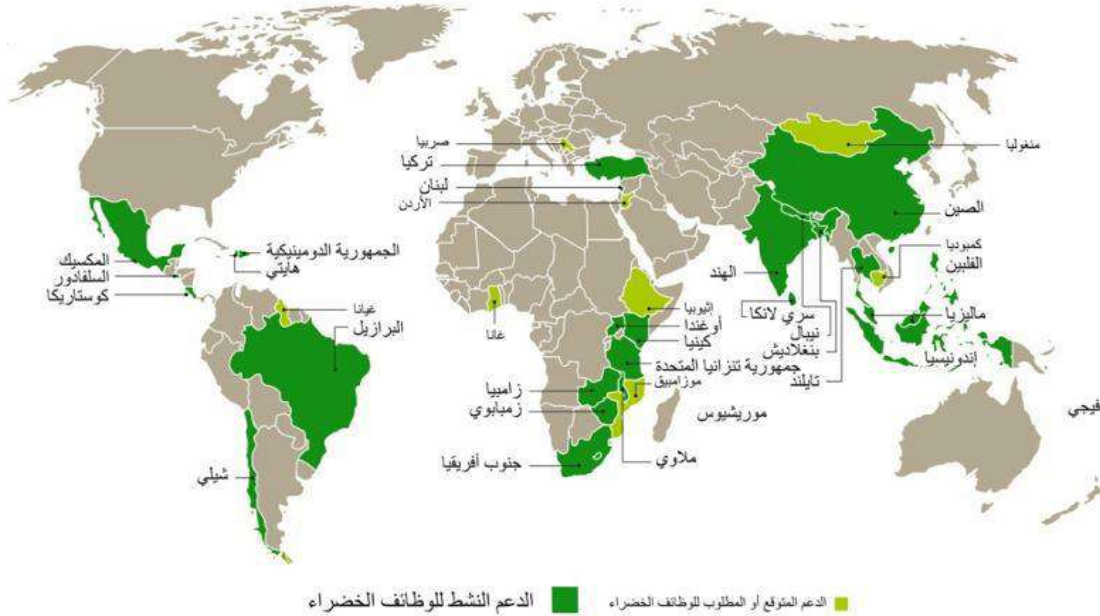 صربيا
تركيا
لبنان
الأردن
منغوليا
الصين
كمبوديا
الفلبين
الجمهورية الدومينيكية
هايتي
المكسيك
السلفادور
كوستاريكا
غيانا
البرازيل
غانا
إثيوبيا
أوغندا
كينيا
جمهورية تنزانيا المتحدة
موزامبيق
زامبيا
زمبابوي
موريشيوس
ملاوي
جنوب أفريقيا
شيلي
الهند
سري لانكا
نيبال
بنغلاديش
تايلند
ماليزيا
إندونيسيا
فيجي
الدعم المتوقع أو المطلوب للوظائف الخضراء
الدعم النشط للوظائف الخضراء